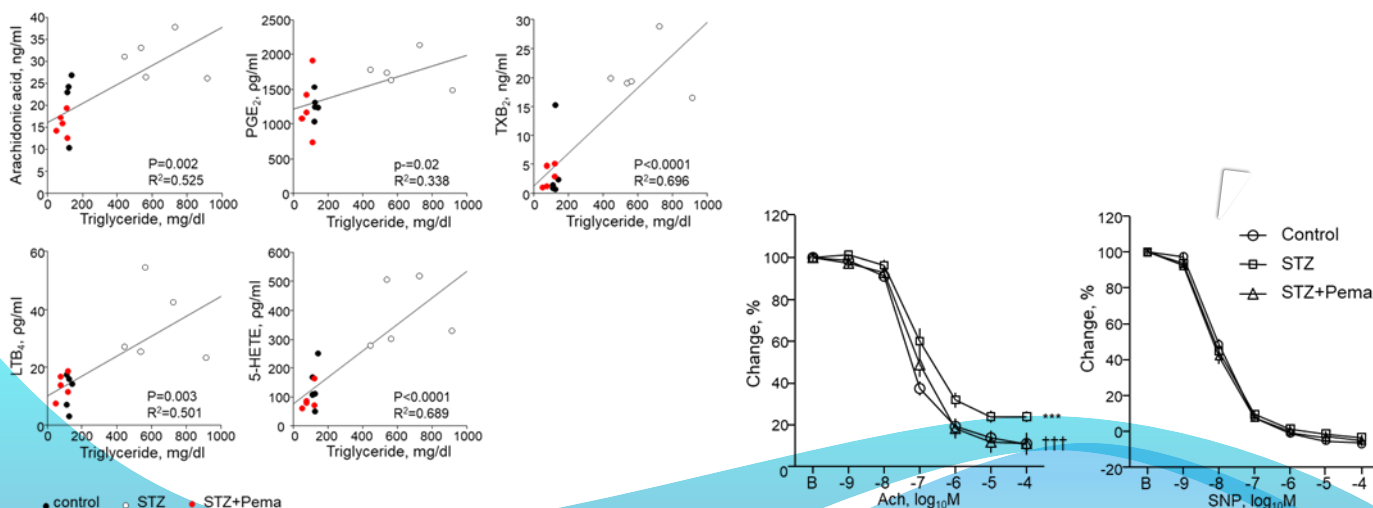 Arachidonic acid, ng/ml
40
35
30
25
20
15
10
5
0
P=0.002
R²=0.525
0 200 400 600 800 1000
Triglyceride, mg/dl
PGE₂, ρg/ml
2500
2000
1500
1000
500
0
p-=0.02
R²=0.338
0 200 400 600 800 1000
Triglyceride, mg/dl
TXB₂, ng/ml
30
25
20
15
10
5
0
P<0.0001
R²=0.696
0 200 400 600 800 1000
Triglyceride, mg/dl
LTB₄, ρg/ml
60
40
20
0
P=0.003
R²=0.501
0 200 400 600 800 1000
Triglyceride, mg/dl
5-HETE, ρg/ml
600
500
400
300
200
100
0
P<0.0001
R²=0.689
0 200 400 600 800 1000
Triglyceride, mg/dl
control STZ STZ+Pema
Change, %
120
100
80
60
40
20
0
***
†††
B -9 -8 -7 -6 -5 -4
Ach, log₁₀M
Change, %
120
100
80
60
40
20
0
-20
Control
STZ
STZ+Pema
B -9 -8 -7 -6 -5 -4
SNP, log₁₀M